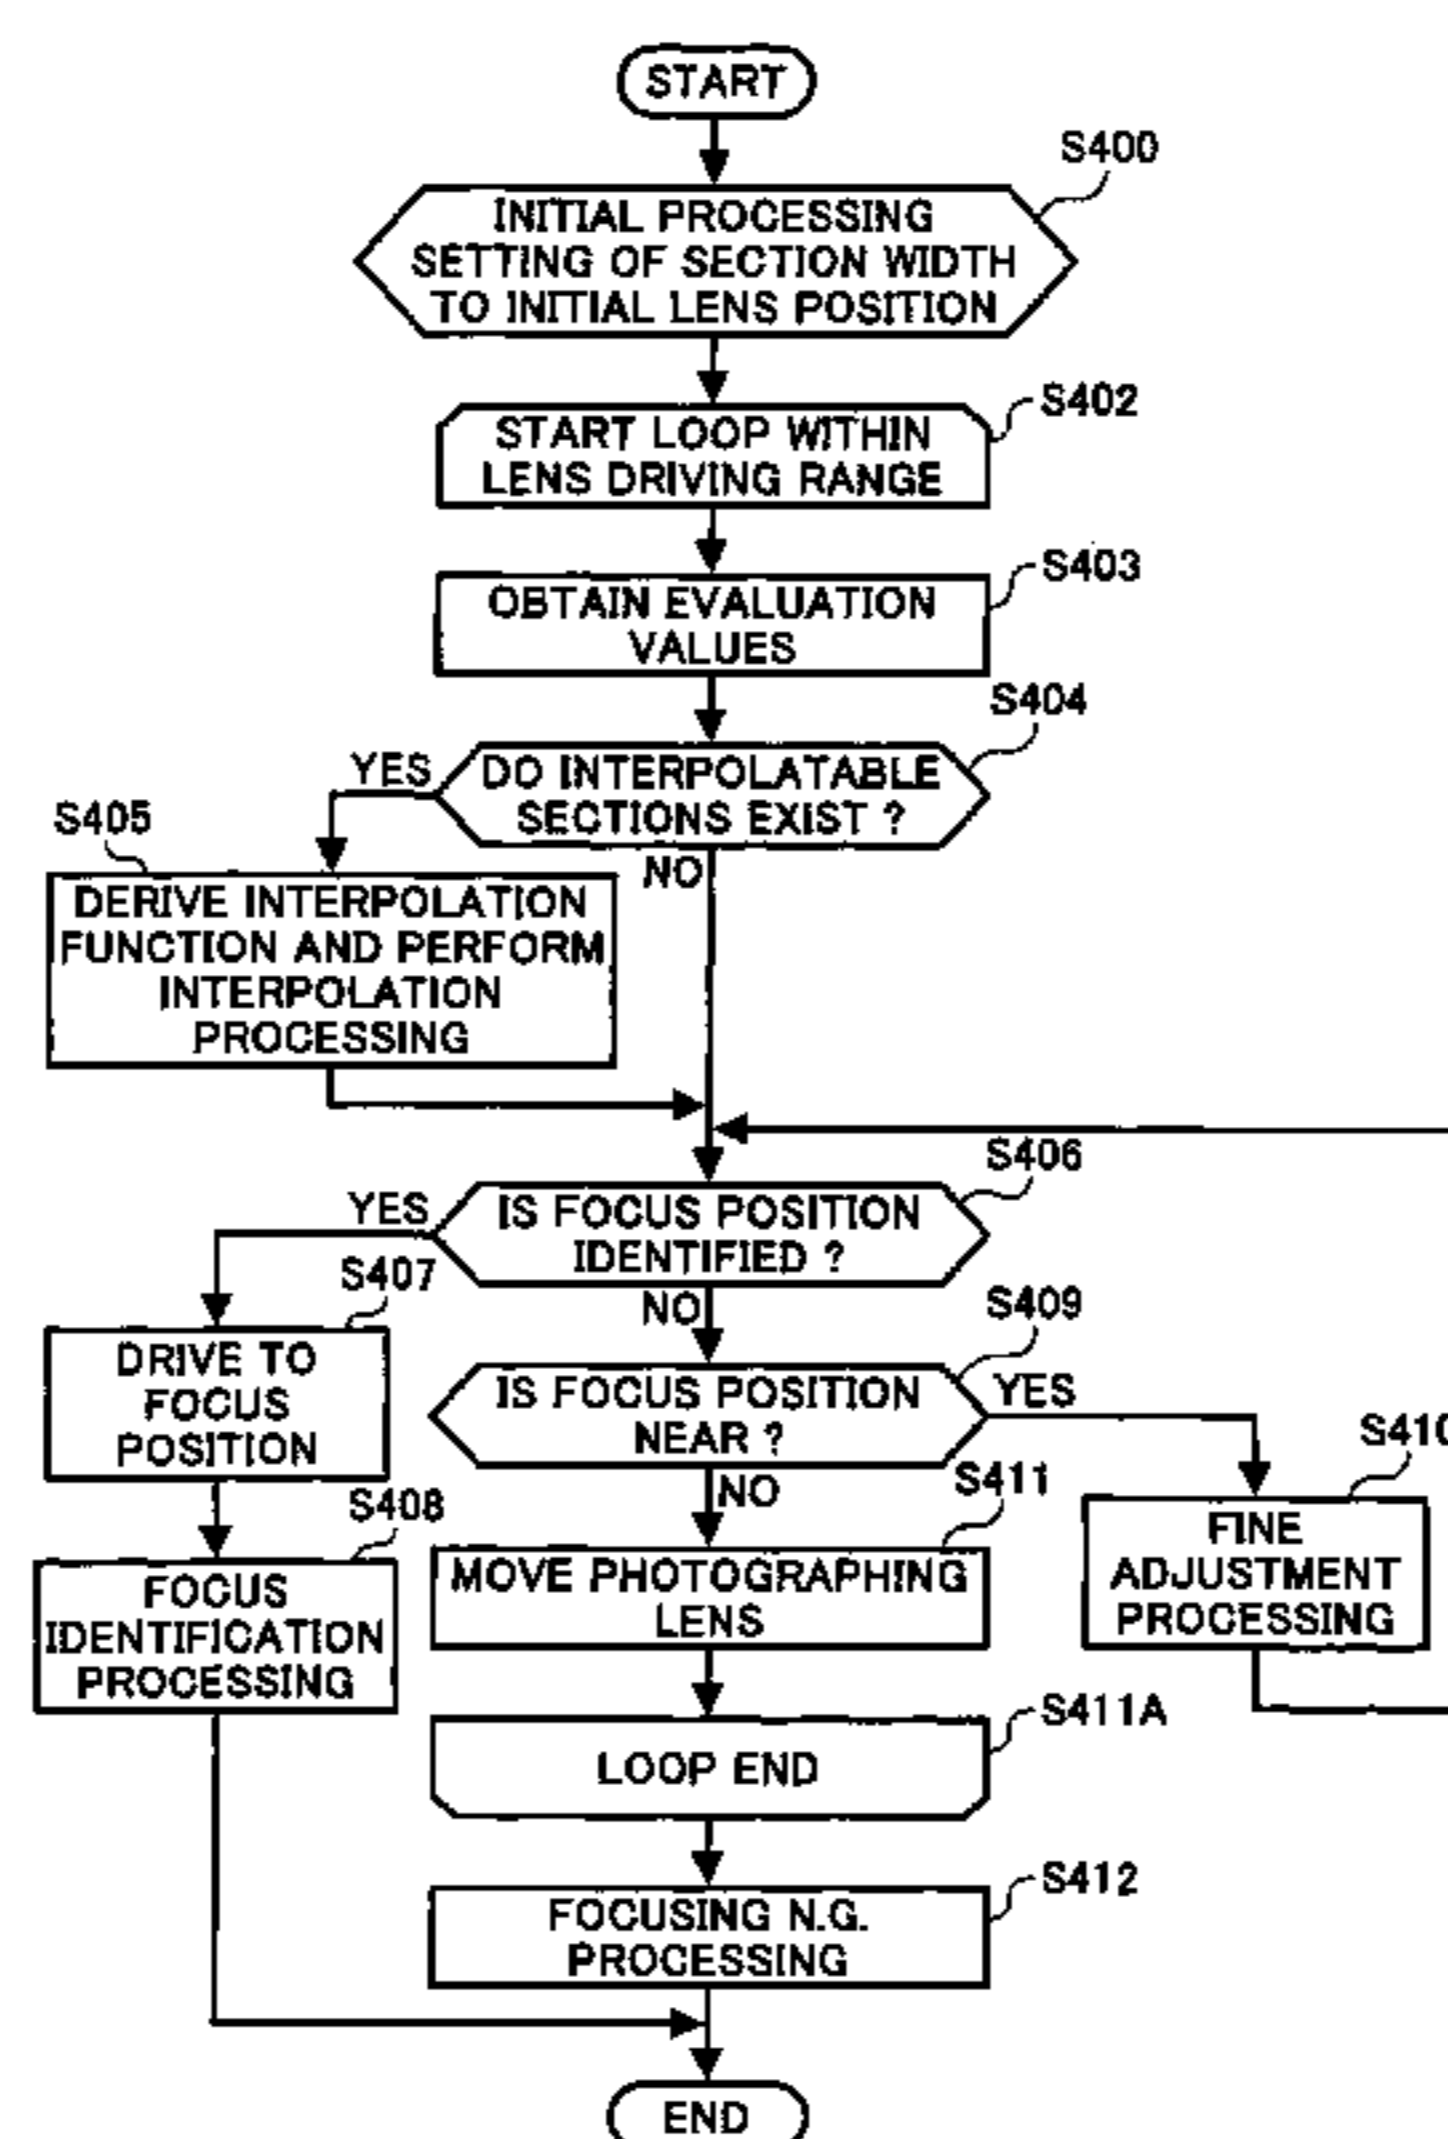 START
S400
INITIAL PROCESSING
SETTING OF SECTION WIDTH
TO INITIAL LENS POSITION
S402
START LOOP WITHIN
LENS DRIVING RANGE
S403
OBTAIN EVALUATION
VALUES
S404
DO INTERPOLATABLE
SECTIONS EXIST ?
YES
NO
S405
DERIVE INTERPOLATION
FUNCTION AND PERFORM
INTERPOLATION
PROCESSING
S406
IS FOCUS POSITION
IDENTIFIED ?
YES
NO
S407
DRIVE TO
FOCUS
POSITION
S408
FOCUS
IDENTIFICATION
PROCESSING
S409
IS FOCUS POSITION
NEAR ?
YES
NO
S410
FINE
ADJUSTMENT
PROCESSING
S411
MOVE PHOTOGRAPHING
LENS
S411A
LOOP END
S412
FOCUSING N.G.
PROCESSING
END